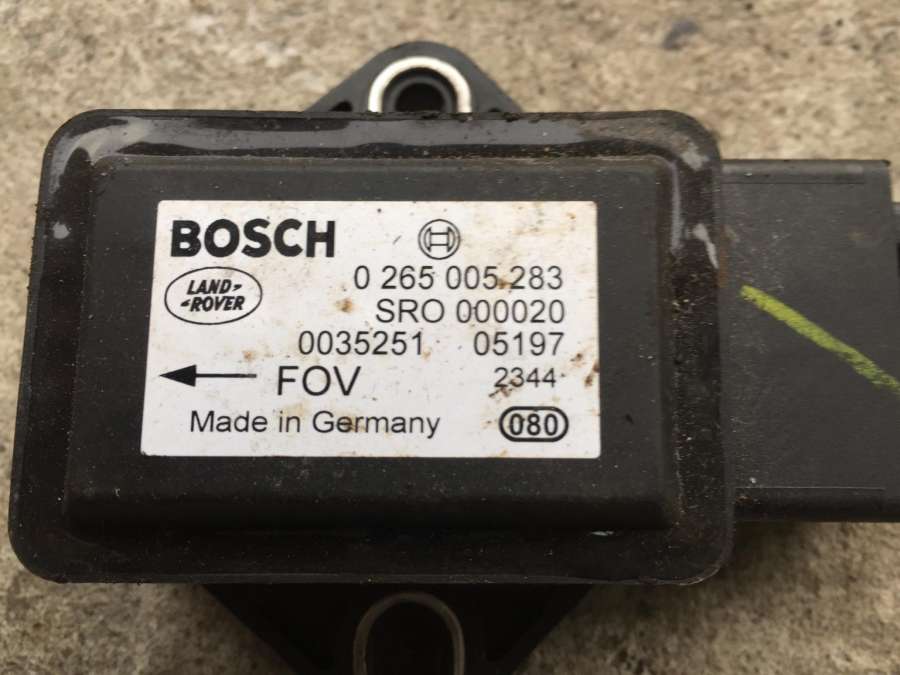 BOSCH
0 265 005 283
LAND-
-ROVER
SRO 000020
0035251 05197
FOV 2344
Made in Germany 080